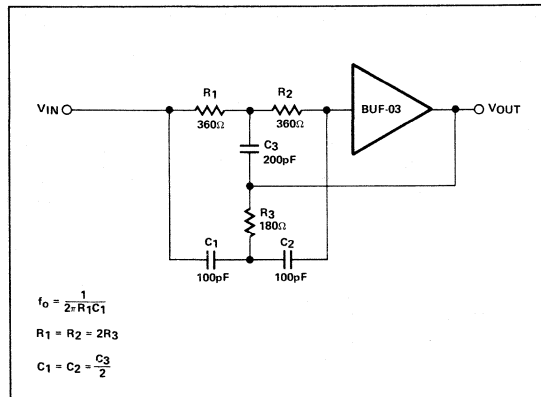 R1
R2
VIN
360Ω
360Ω
BUF-03
VOUT
C3
200pF
R3
180Ω
C1
C2
100pF
100pF
fo = 1 / 2πR1C1
R1 = R2 = 2R3
C1 = C2 = C3 / 2